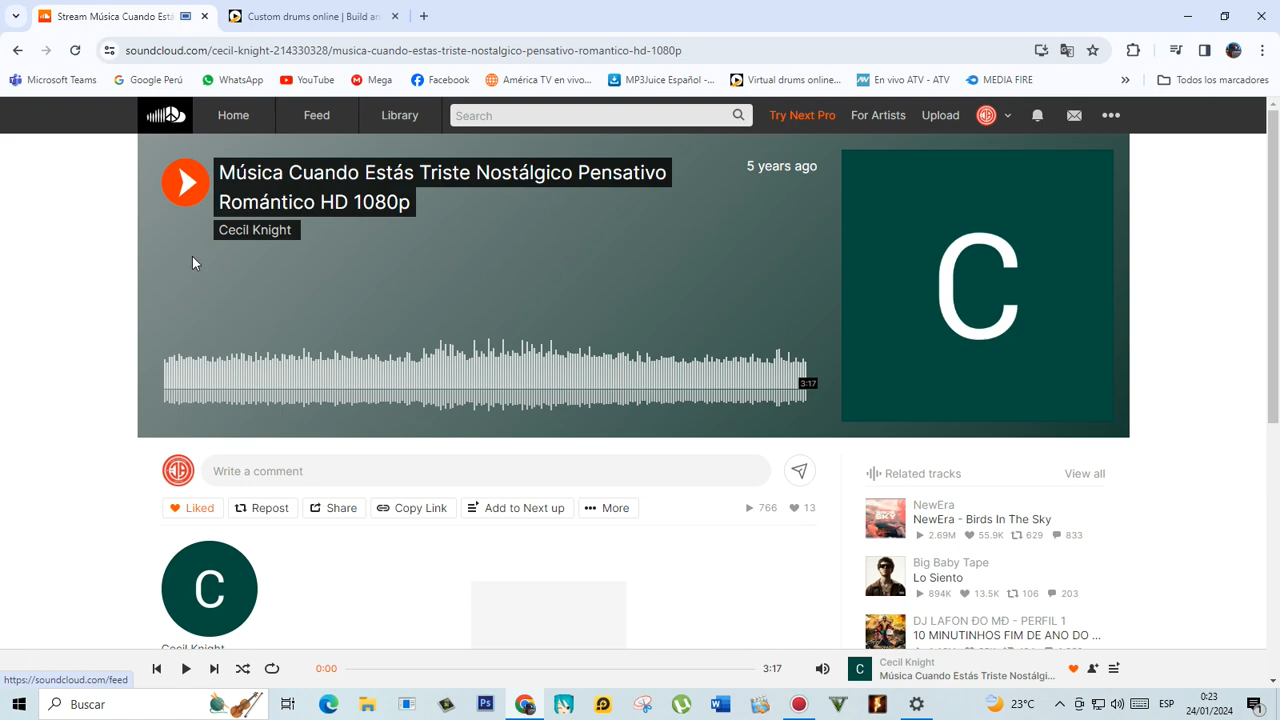 Stream Música Cuando Está
Custom drums online | Build an
soundcloud.com/cecil-knight-214330328/musica-cuando-estas-triste-nostalgico-pensativo-romantico-hd-1080p
Microsoft Teams
Google Perú
WhatsApp
YouTube
Mega
Facebook
América TV en vivo...
MP3Juice Español -...
Virtual drums online...
En vivo ATV - ATV
MEDIA FIRE
Todos los marcadores
Home
Feed
Library
Search
Try Next Pro
For Artists
Upload
Música Cuando Estás Triste Nostálgico Pensativo
Romántico HD 1080p
Cecil Knight
5 years ago
C
3:17
Write a comment
Liked
Repost
Share
Copy Link
Add to Next up
More
766
13
C
Cecil Knight
Related tracks
View all
NewEra
NewEra - Birds In The Sky
2.69M 55.9K 629 833
Big Baby Tape
Lo Siento
894K 13.5K 106 203
DJ LAFON DO MD - PERFIL 1
10 MINUTINHOS FIM DE ANO DO ...
0:00
3:17
C
Cecil Knight
Música Cuando Estás Triste Nostálgi...
https://soundcloud.com/feed
Buscar
23°C
ESP
0:23
24/01/2024
1